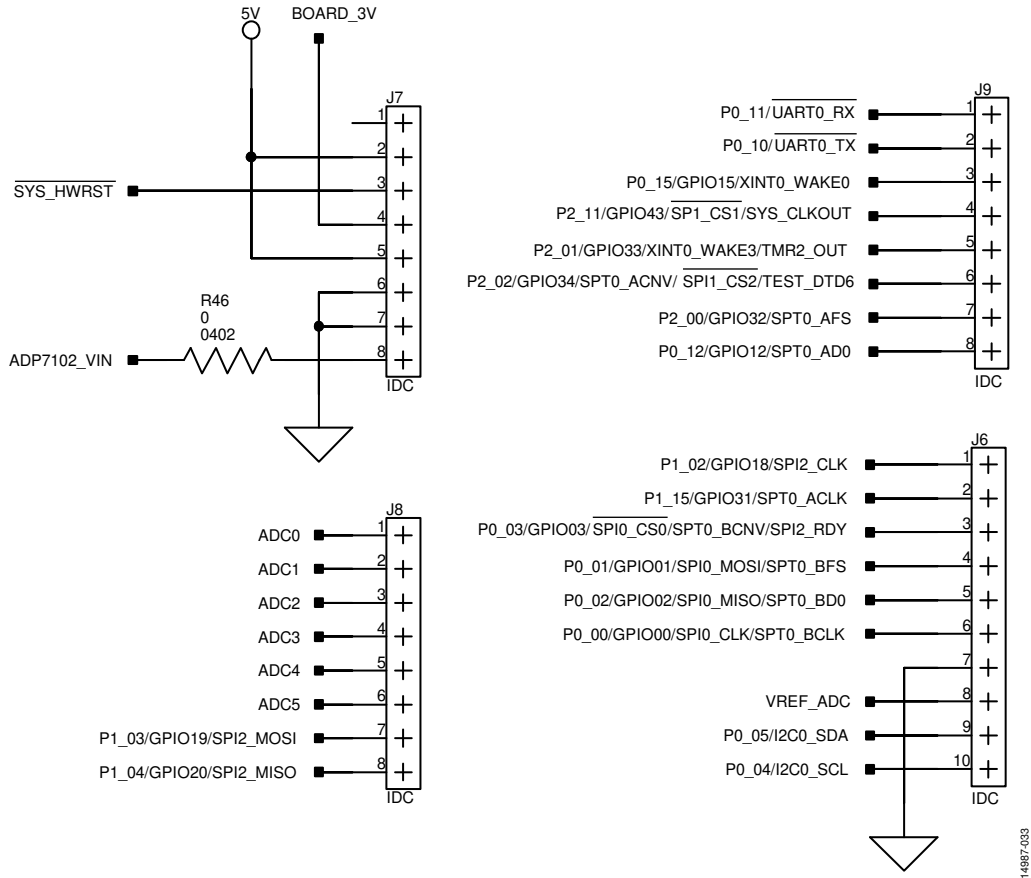 5V
BOARD_3V
J7
1
2
SYS_HWRST
3
4
5
6
R46
0
0402
7
ADP7102_VIN
8
IDC
J9
P0_11/UART0_RX
1
P0_10/UART0_TX
2
P0_15/GPIO15/XINT0_WAKE0
3
P2_11/GPIO43/SP1_CS1/SYS_CLKOUT
4
P2_01/GPIO33/XINT0_WAKE3/TMR2_OUT
5
P2_02/GPIO34/SPT0_ACNV/ SPI1_CS2/TEST_DTD6
6
P2_00/GPIO32/SPT0_AFS
7
P0_12/GPIO12/SPT0_AD0
8
IDC
J8
ADC0
1
ADC1
2
ADC2
3
ADC3
4
ADC4
5
ADC5
6
P1_03/GPIO19/SPI2_MOSI
7
P1_04/GPIO20/SPI2_MISO
8
IDC
J6
P1_02/GPIO18/SPI2_CLK
1
P1_15/GPIO31/SPT0_ACLK
2
P0_03/GPIO03/SPI0_CS0/SPT0_BCNV/SPI2_RDY
3
P0_01/GPIO01/SPI0_MOSI/SPT0_BFS
4
P0_02/GPIO02/SPI0_MISO/SPT0_BD0
5
P0_00/GPIO00/SPI0_CLK/SPT0_BCLK
6
7
VREF_ADC
8
P0_05/I2C0_SDA
9
P0_04/I2C0_SCL
10
IDC
14987-033